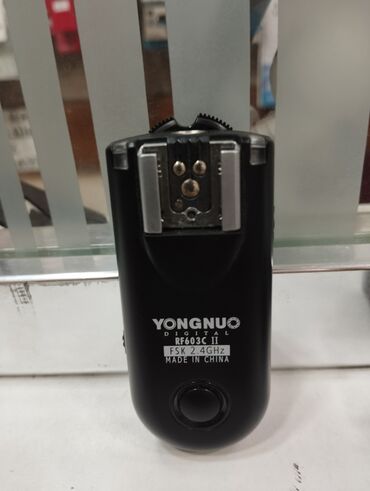 YONGNUO
DIGITAL
RF603C II
FSK 2.4GHz
MADE IN CHINA